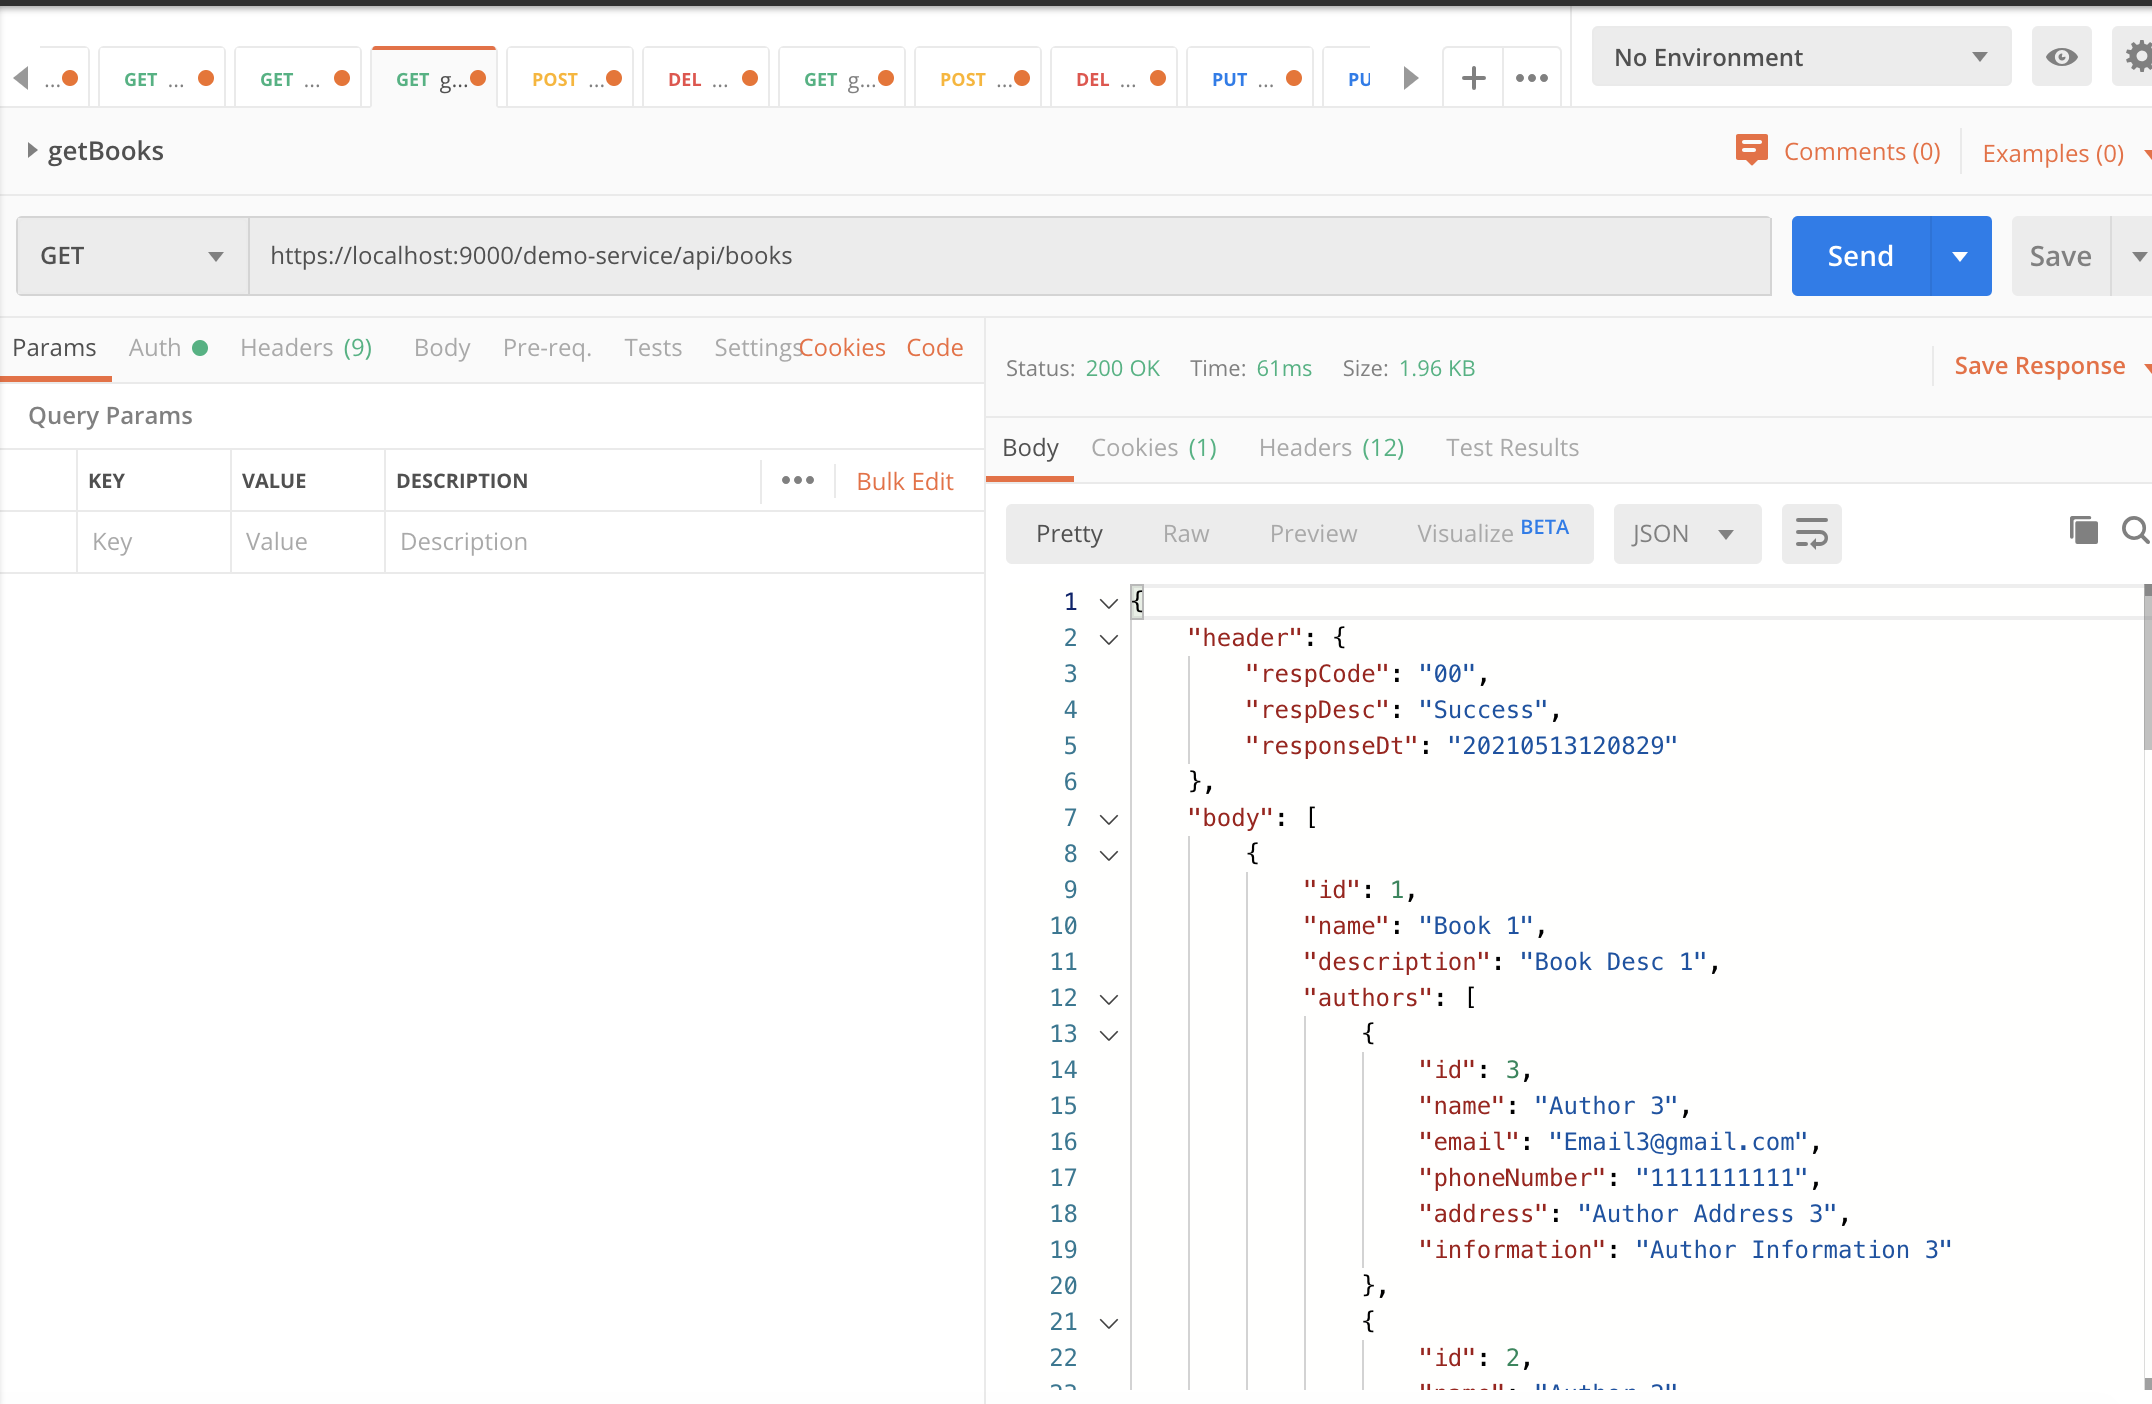 ... GET ... GET ... GET g... POST ... DEL ... GET g... POST ... DEL ... PUT ... PU
No Environment
getBooks
Comments (0) Examples (0)
GET https://localhost:9000/demo-service/api/books Send Save
Params Auth Headers (9) Body Pre-req. Tests Settings Cookies Code
Status: 200 OK Time: 61ms Size: 1.96 KB Save Response
Query Params
Body Cookies (1) Headers (12) Test Results
KEY VALUE DESCRIPTION Bulk Edit
Key Value Description
Pretty Raw Preview Visualize BETA JSON
1 {
2 "header": {
3 "respCode": "00",
4 "respDesc": "Success",
5 "responseDt": "20210513120829"
6 },
7 "body": [
8 {
9 "id": 1,
10 "name": "Book 1",
11 "description": "Book Desc 1",
12 "authors": [
13 {
14 "id": 3,
15 "name": "Author 3",
16 "email": "Email3@gmail.com",
17 "phoneNumber": "1111111111",
18 "address": "Author Address 3",
19 "information": "Author Information 3"
20 },
21 {
22 "id": 2,